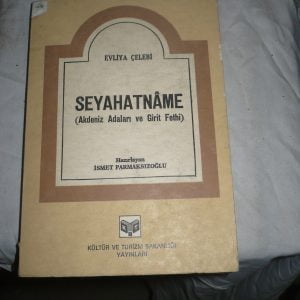 EVLİYA ÇELEBİ
SEYAHATNÂME
(Akdeniz Adaları ve Girit Fethi)
Hazırlayan
İSMET PARMAKSIZOĞLU
KÜLTÜR VE TURİZM BAKANLIĞI
YAYINLARI